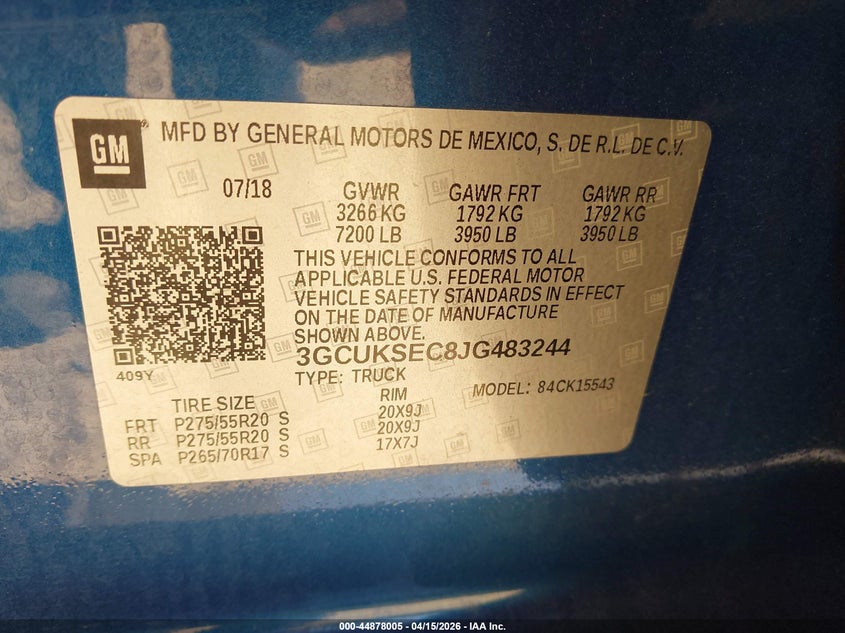 GM
MFD BY GENERAL MOTORS DE MEXICO, S. DE R.L. DE C.V.
07/18 GVWR GAWR FRT GAWR RR
3266 KG 1792 KG 1792 KG
7200 LB 3950 LB 3950 LB
THIS VEHICLE CONFORMS TO ALL
APPLICABLE U.S. FEDERAL MOTOR
VEHICLE SAFETY STANDARDS IN EFFECT
ON THE DATE OF MANUFACTURE
SHOWN ABOVE.
3GCUKSEC8JG483244
409Y
TYPE: TRUCK MODEL: 84CK15543
TIRE SIZE RIM
FRT P275/55R20 S 20X9J
RR P275/55R20 S 20X9J
SPA P265/70R17 S 17X7J
000-44878005 - 04/15/2026 - IAA Inc.